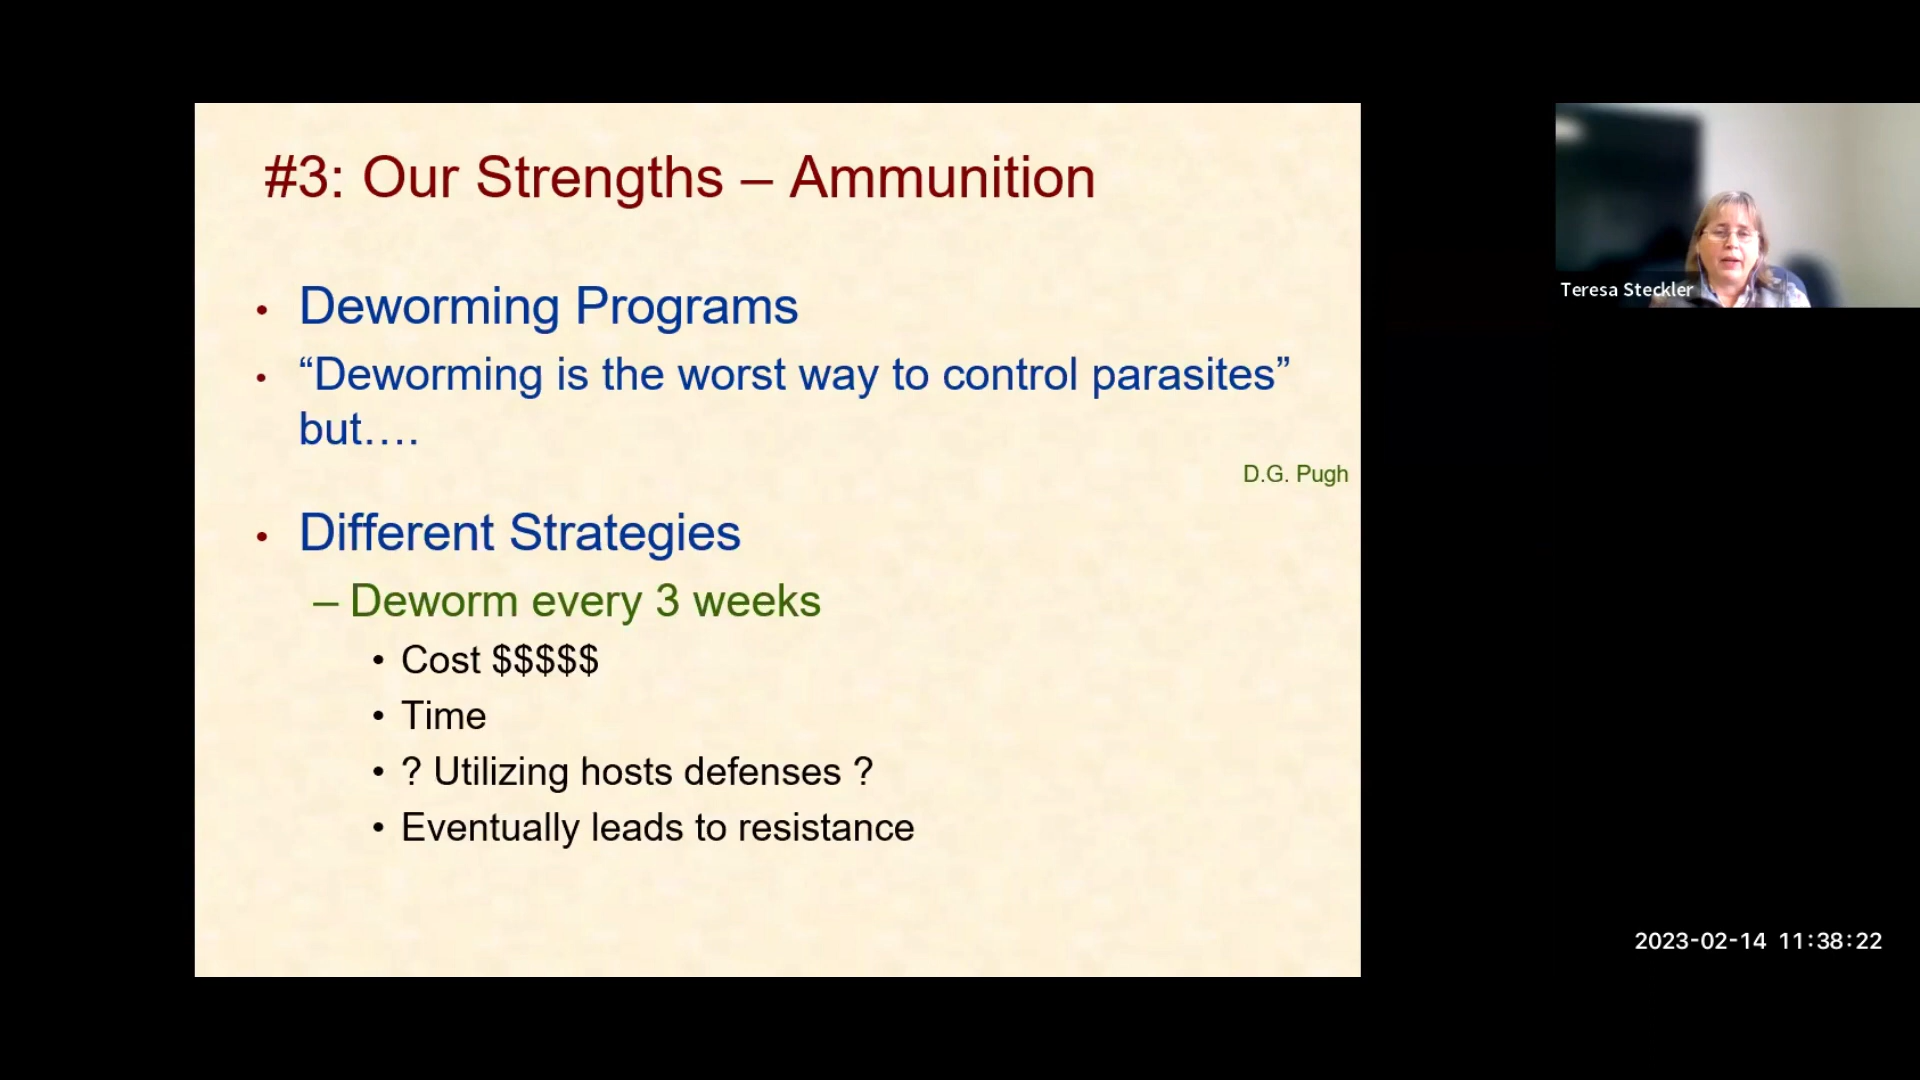 #3: Our Strengths – Ammunition
• Deworming Programs
• “Deworming is the worst way to control parasites”
but….
D.G. Pugh
• Different Strategies
– Deworm every 3 weeks
• Cost $$$$$
• Time
• ? Utilizing hosts defenses ?
• Eventually leads to resistance
Teresa Steckler
2023-02-14 11:38:22